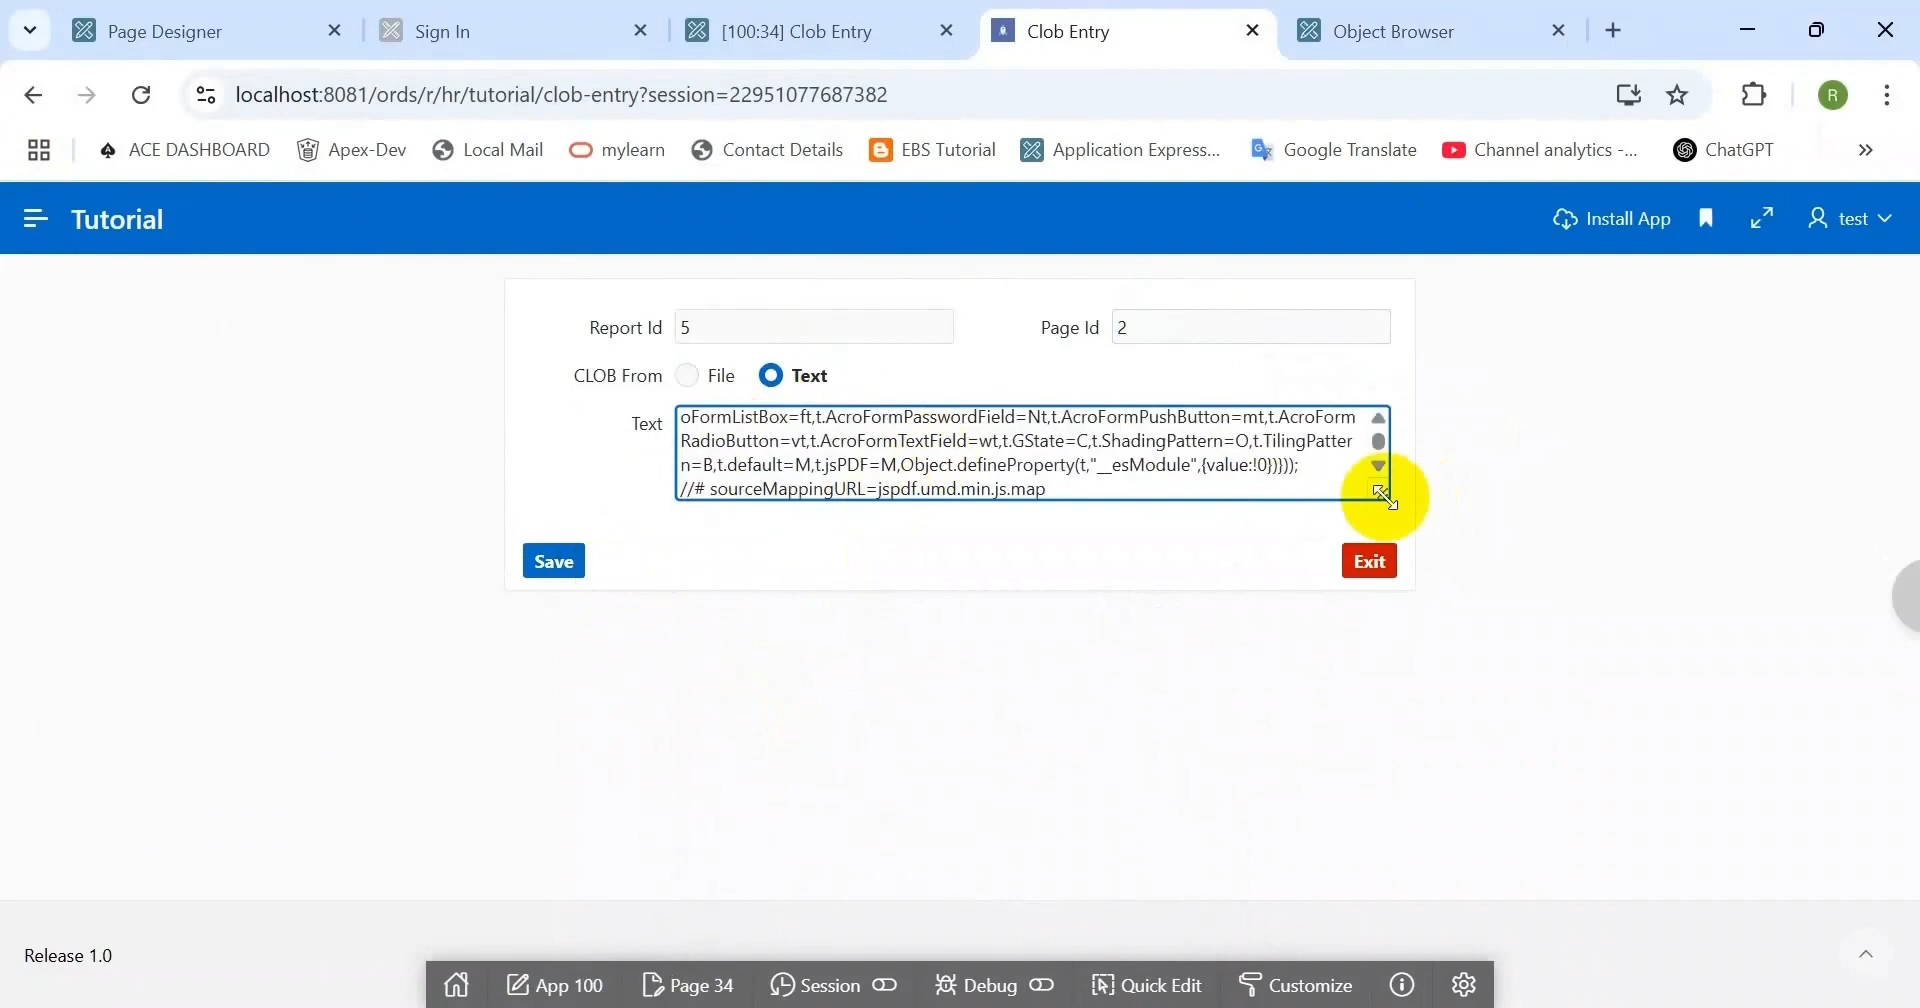 Page Designer
Sign In
[100:34] Clob Entry
Clob Entry
Object Browser
localhost:8081/ords/r/hr/tutorial/clob-entry?session=22951077687382
R
ACE DASHBOARD
Apex-Dev
Local Mail
mylearn
Contact Details
EBS Tutorial
Application Express...
Google Translate
Channel analytics -...
ChatGPT
Tutorial
Install App
test
Report Id 5
Page Id 2
CLOB From File Text
Text
oFormListBox=ft,t.AcroFormPasswordField=Nt,t.AcroFormPushButton=mt,t.AcroForm
RadioButton=vt,t.AcroFormTextField=wt,t.GState=C,t.ShadingPattern=O,t.TilingPatter
n=B,t.default=M,t.jsPDF=M,Object.defineProperty(t,"__esModule",{value:!0})}));
//# sourceMappingURL=jspdf.umd.min.js.map
Save
Exit
Release 1.0
App 100
Page 34
Session
Debug
Quick Edit
Customize